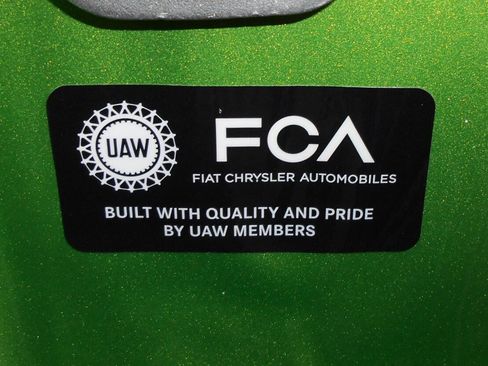 UAW
FCA
FIAT CHRYSLER AUTOMOBILES
BUILT WITH QUALITY AND PRIDE
BY UAW MEMBERS